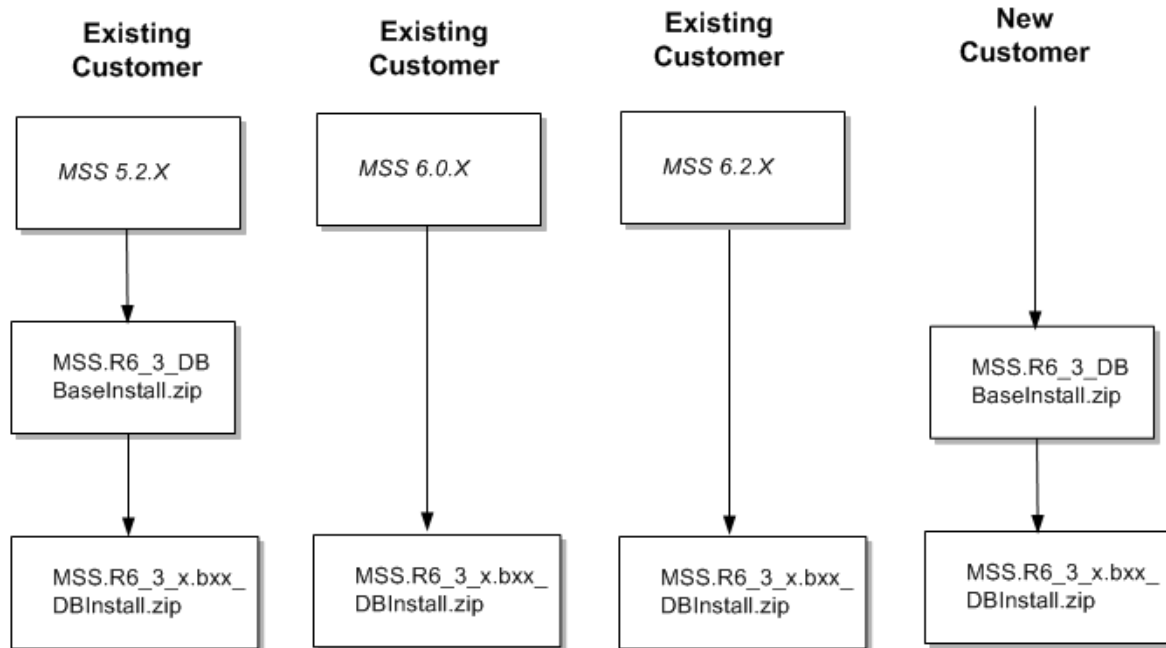 Existing
Customer
Existing
Customer
Existing
Customer
New
Customer
MSS 5.2.X
MSS 6.0.X
MSS 6.2.X
MSS.R6_3_DB
BaseInstall.zip
MSS.R6_3_DB
BaseInstall.zip
MSS.R6_3_x.bxx_
DBInstall.zip
MSS.R6_3_x.bxx_
DBInstall.zip
MSS.R6_3_x.bxx_
DBInstall.zip
MSS.R6_3_x.bxx_
DBInstall.zip